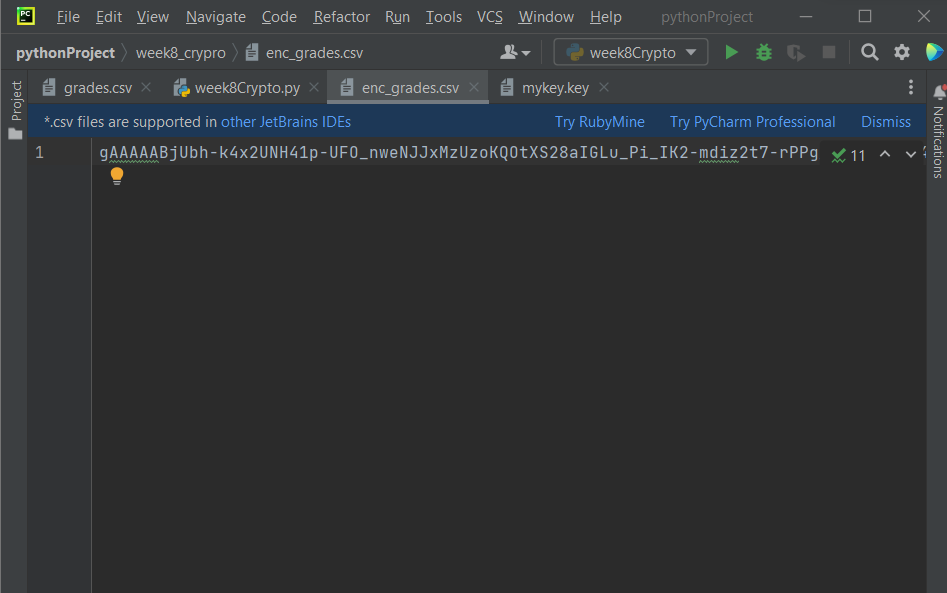 PC
File Edit View Navigate Code Refactor Run Tools VCS Window Help pythonProject
pythonProject week8_crypro enc_grades.csv week8Crypto
Project
grades.csv week8Crypto.py enc_grades.csv mykey.key
*.csv files are supported in other JetBrains IDEs Try RubyMine Try PyCharm Professional Dismiss
1 gAAAAABjUbh-k4x2UNH41p-UFO_nweNJJxMzUzoKQOtXS28aIGLu_Pi_IK2-mdiz2t7-rPPg 11
Notifications